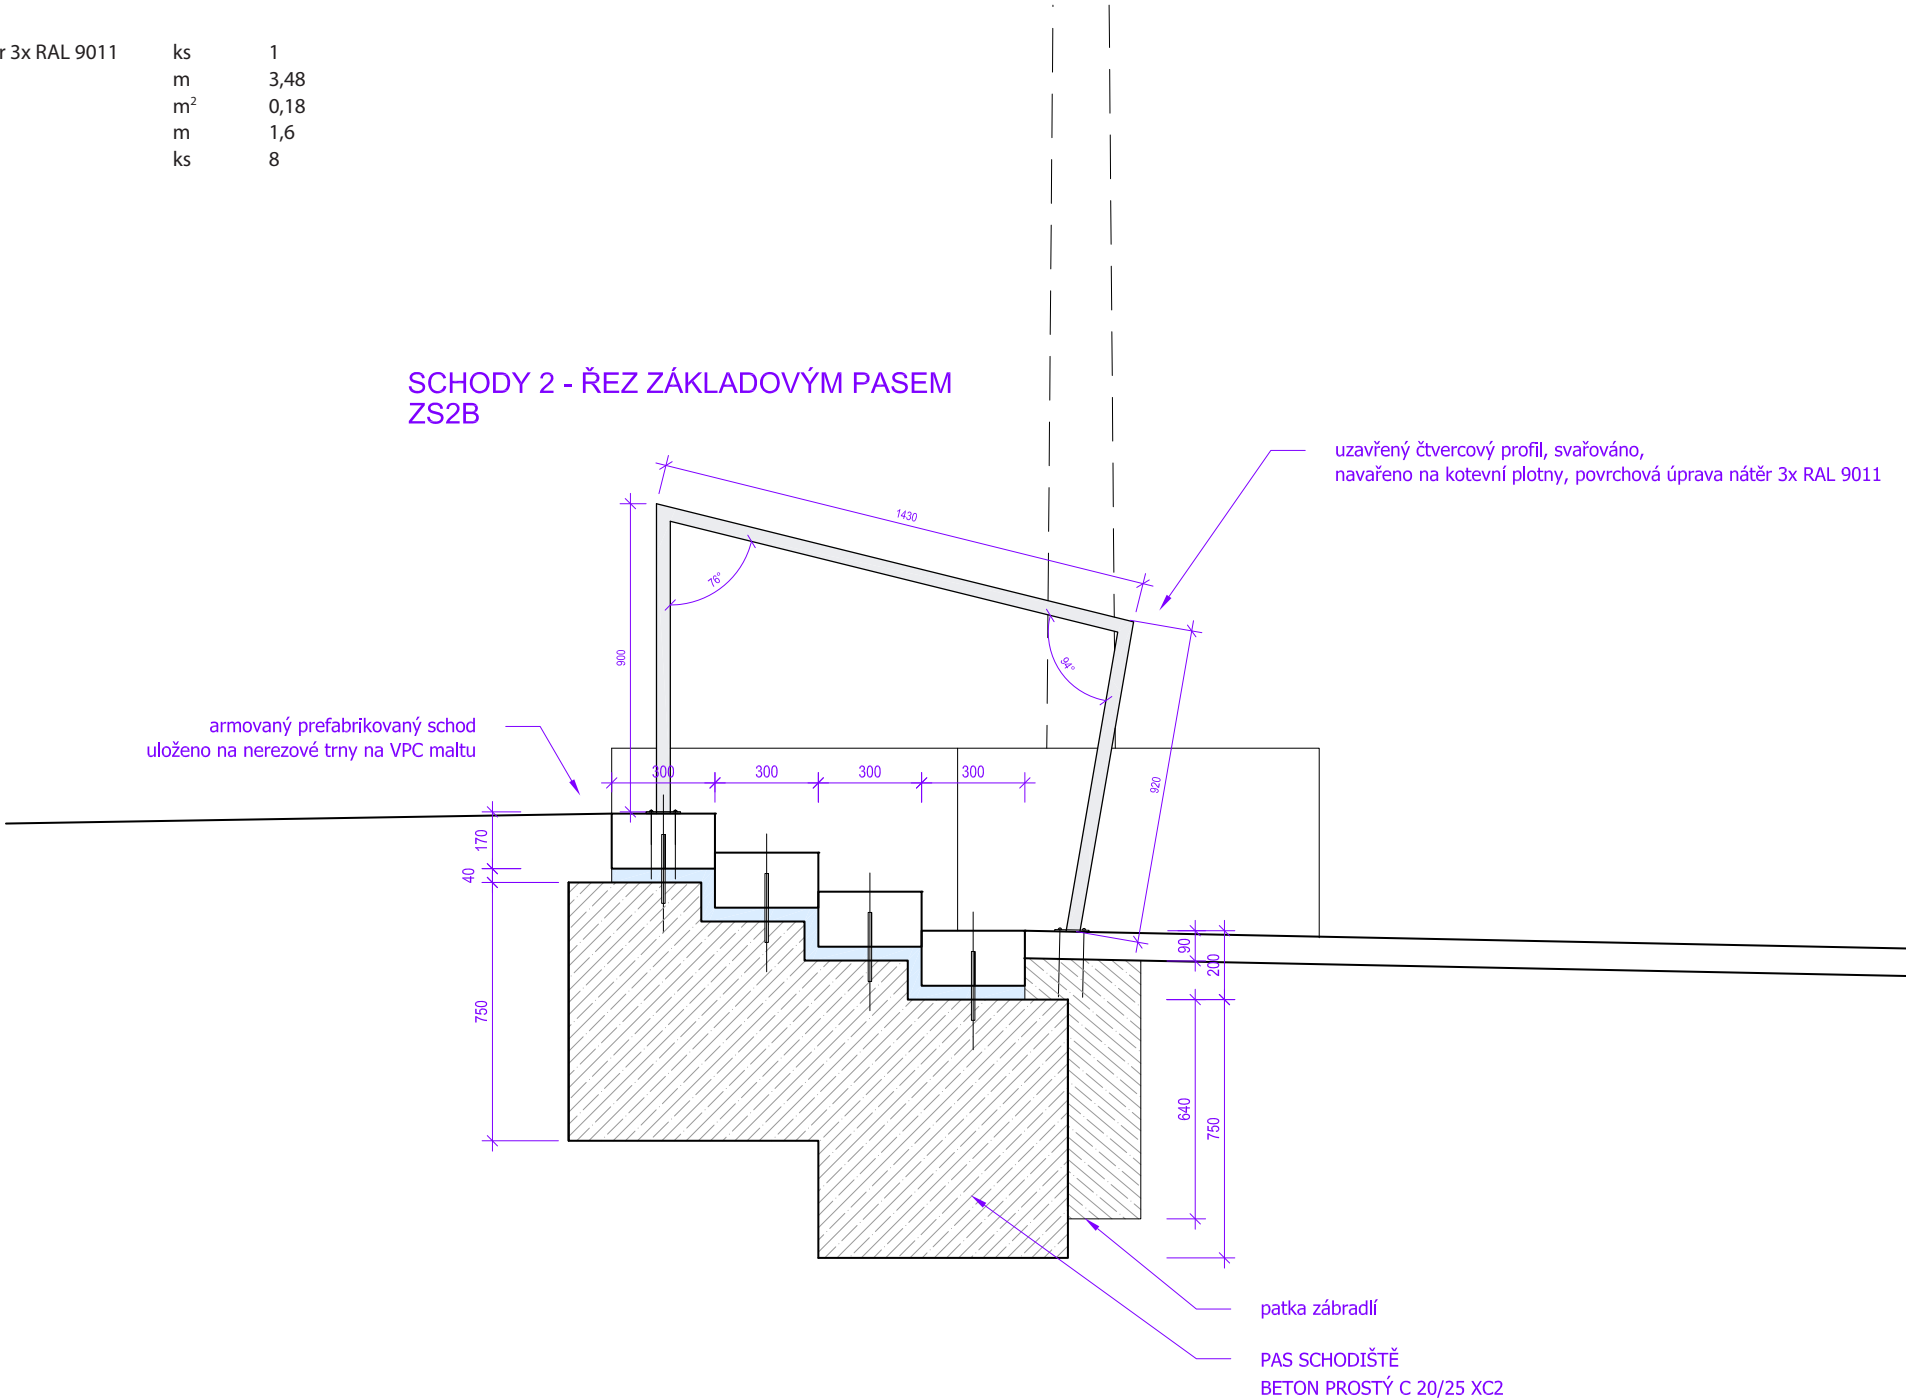 r 3x RAL 9011 ks 1
m 3,48
m² 0,18
m 1,6
ks 8
SCHODY 2 - ŘEZ ZÁKLADOVÝM PASEM
ZS2B
uzavřený čtvercový profil, svařováno,
navařeno na kotevní plotny, povrchová úprava nátěr 3x RAL 9011
1430
76°
900
94°
armovaný prefabrikovaný schod
uloženo na nerezové trny na VPC maltu
300 300 300 300
920
170
40
90
200
750
640
750
patka zábradlí
PAS SCHODIŠTĚ
BETON PROSTÝ C 20/25 XC2